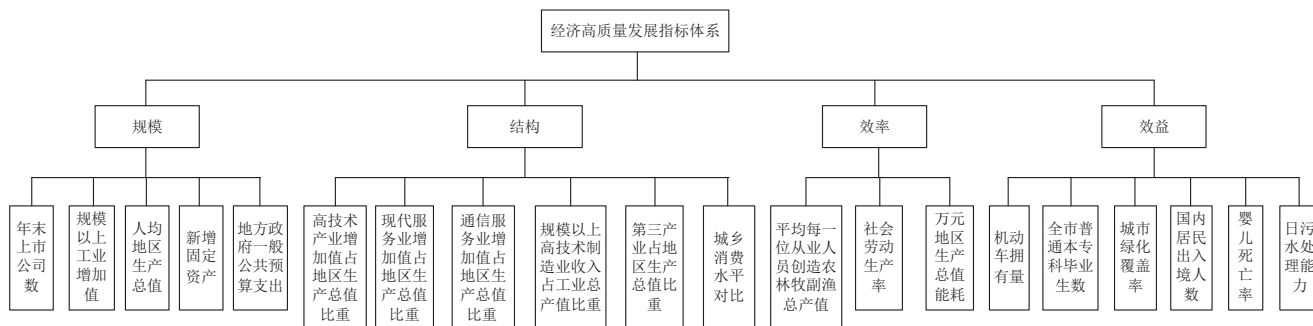 经济高质量发展指标体系
规模
结构
效率
效益
年末
上市
公司
数
规模
以上
工业
增加
值
人均
地区
生产
总值
新增
固定
资产
地方政
府一般
公共预
算支出
高技术
产业增
加值占
地区生
产总值
比重
现代服
务业增
加值占
地区生
产总值
比重
通信服
务业增
加值占
地区生
产总值
比重
规模以上
高技术制
造业收入
占工业总
产值比重
第三产
业占地
区生产
总值比
重
城乡
消费
水平
对比
平均每一
位从业人
员创造农
林牧副渔
总产值
社会
劳动
生产
率
万元
地区
生产
总值
能耗
机动
车拥
有量
全市普
通本专
科毕业
生数
城市
绿化
覆盖
率
国内
居民
出入
境人
数
婴
儿
死
亡
率
日污
水处
理能
力